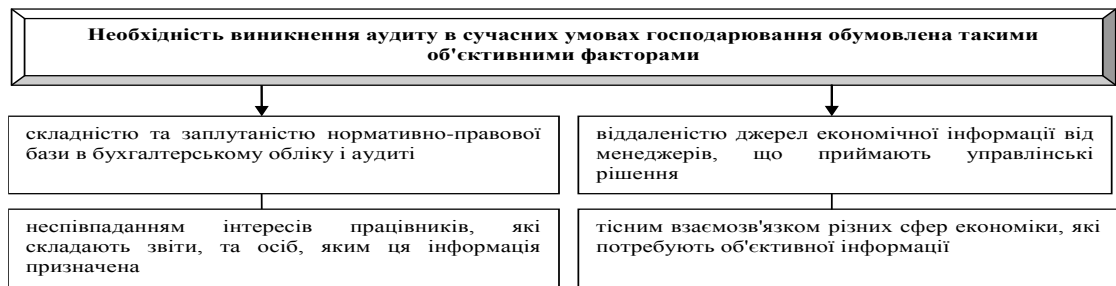 Необхідність виникнення аудиту в сучасних умовах господарювання обумовлена такими
об'єктивними факторами
складністю та заплутаністю нормативно-правової
бази в бухгалтерському обліку і аудиті
віддаленістю джерел економічної інформації від
менеджерів, що приймають управлінські
рішення
неспівпаданням інтересів працівників, які
складають звіти, та осіб, яким ця інформація
призначена
тісним взаємозв'язком різних сфер економіки, які
потребують об'єктивної інформації